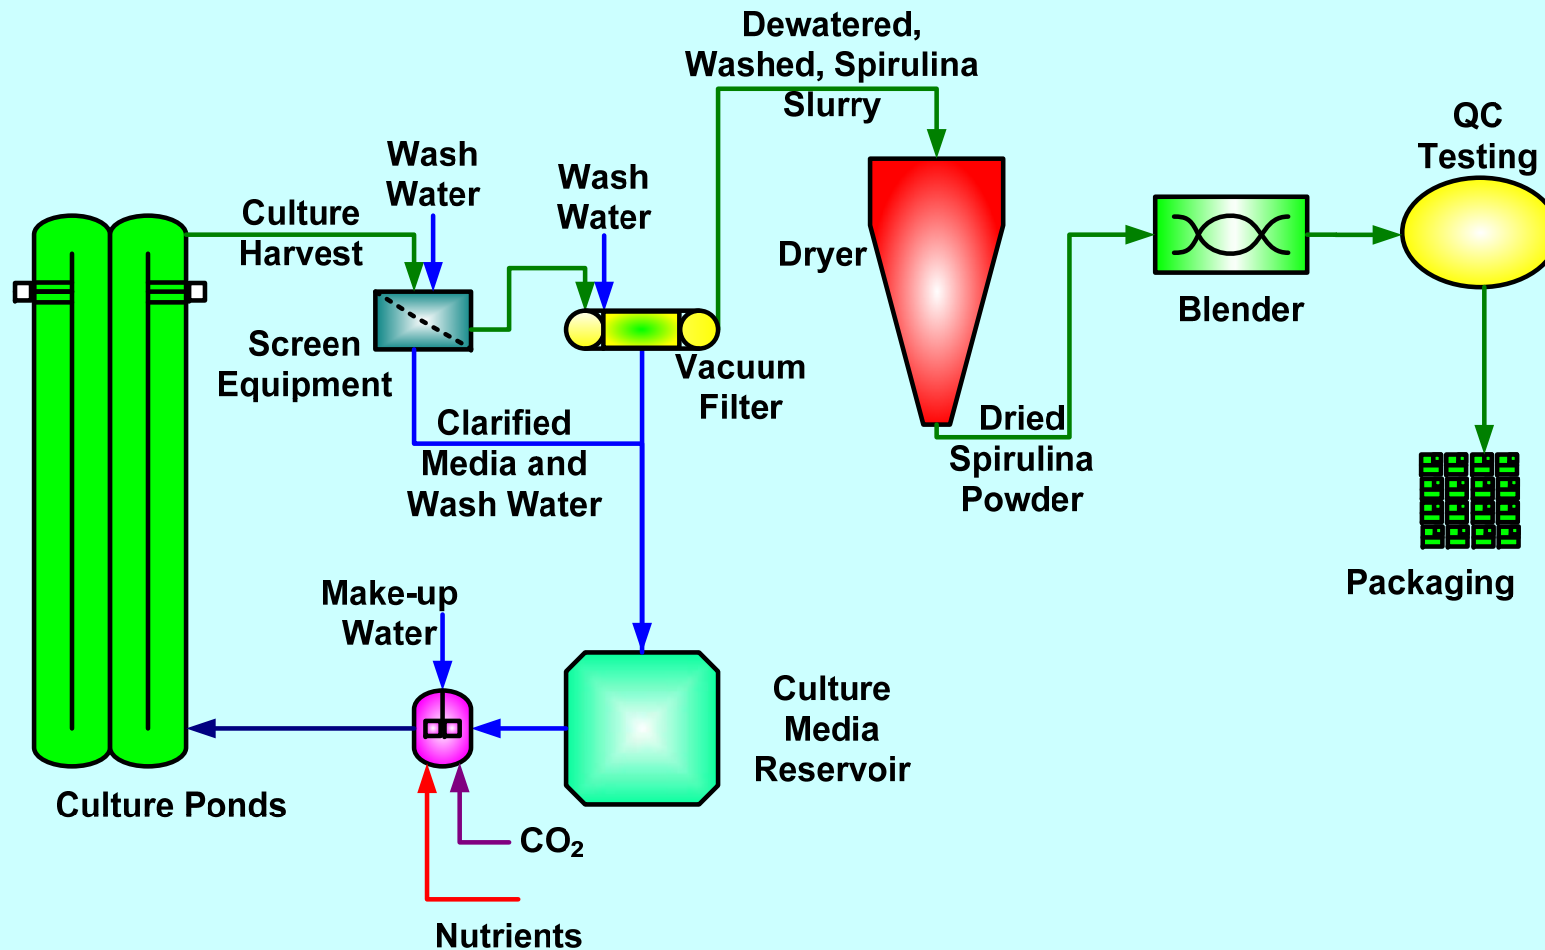 Dewatered,
Washed, Spirulina
Slurry
QC
Testing
Wash
Water
Wash
Water
Culture
Harvest
Dryer
Blender
Screen
Equipment
Vacuum
Filter
Clarified
Media and
Wash Water
Dried
Spirulina
Powder
Packaging
Make-up
Water
Culture
Media
Reservoir
Culture Ponds
CO₂
Nutrients